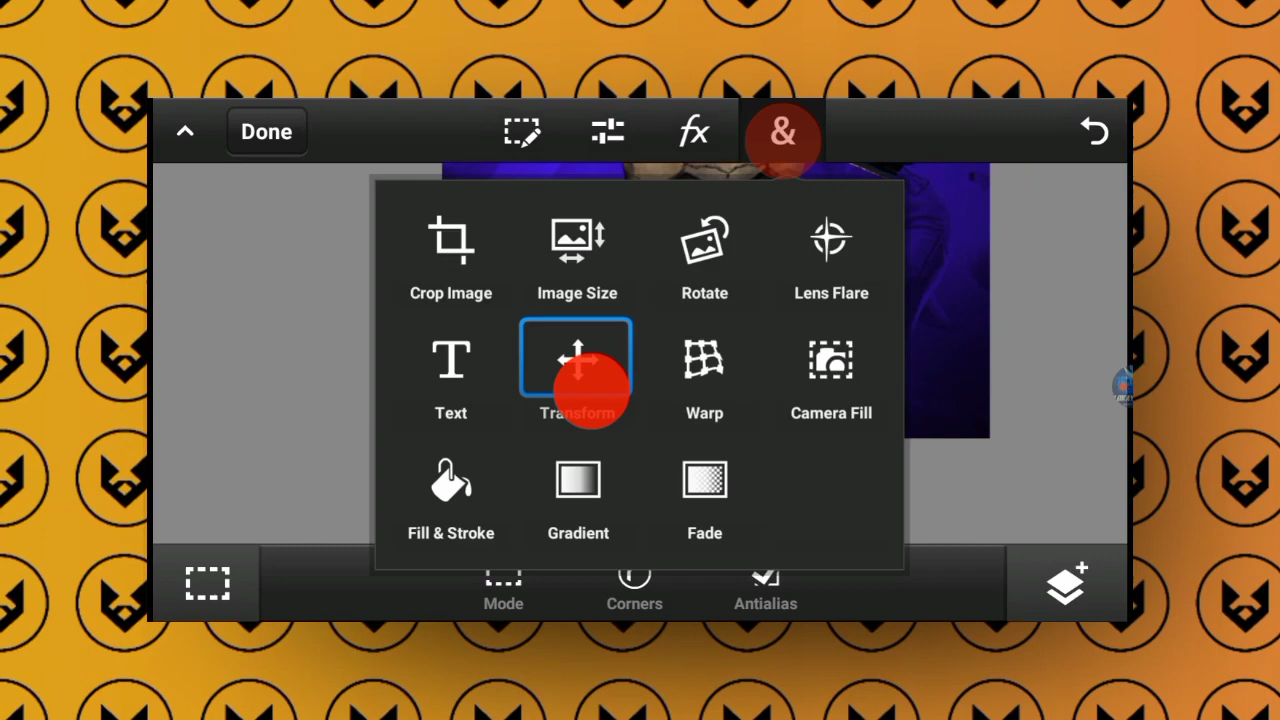 Done
fx
&
Crop Image
Image Size
Rotate
Lens Flare
T
Text
Transform
Warp
Camera Fill
Fill & Stroke
Gradient
Fade
Mode
Corners
Antialias